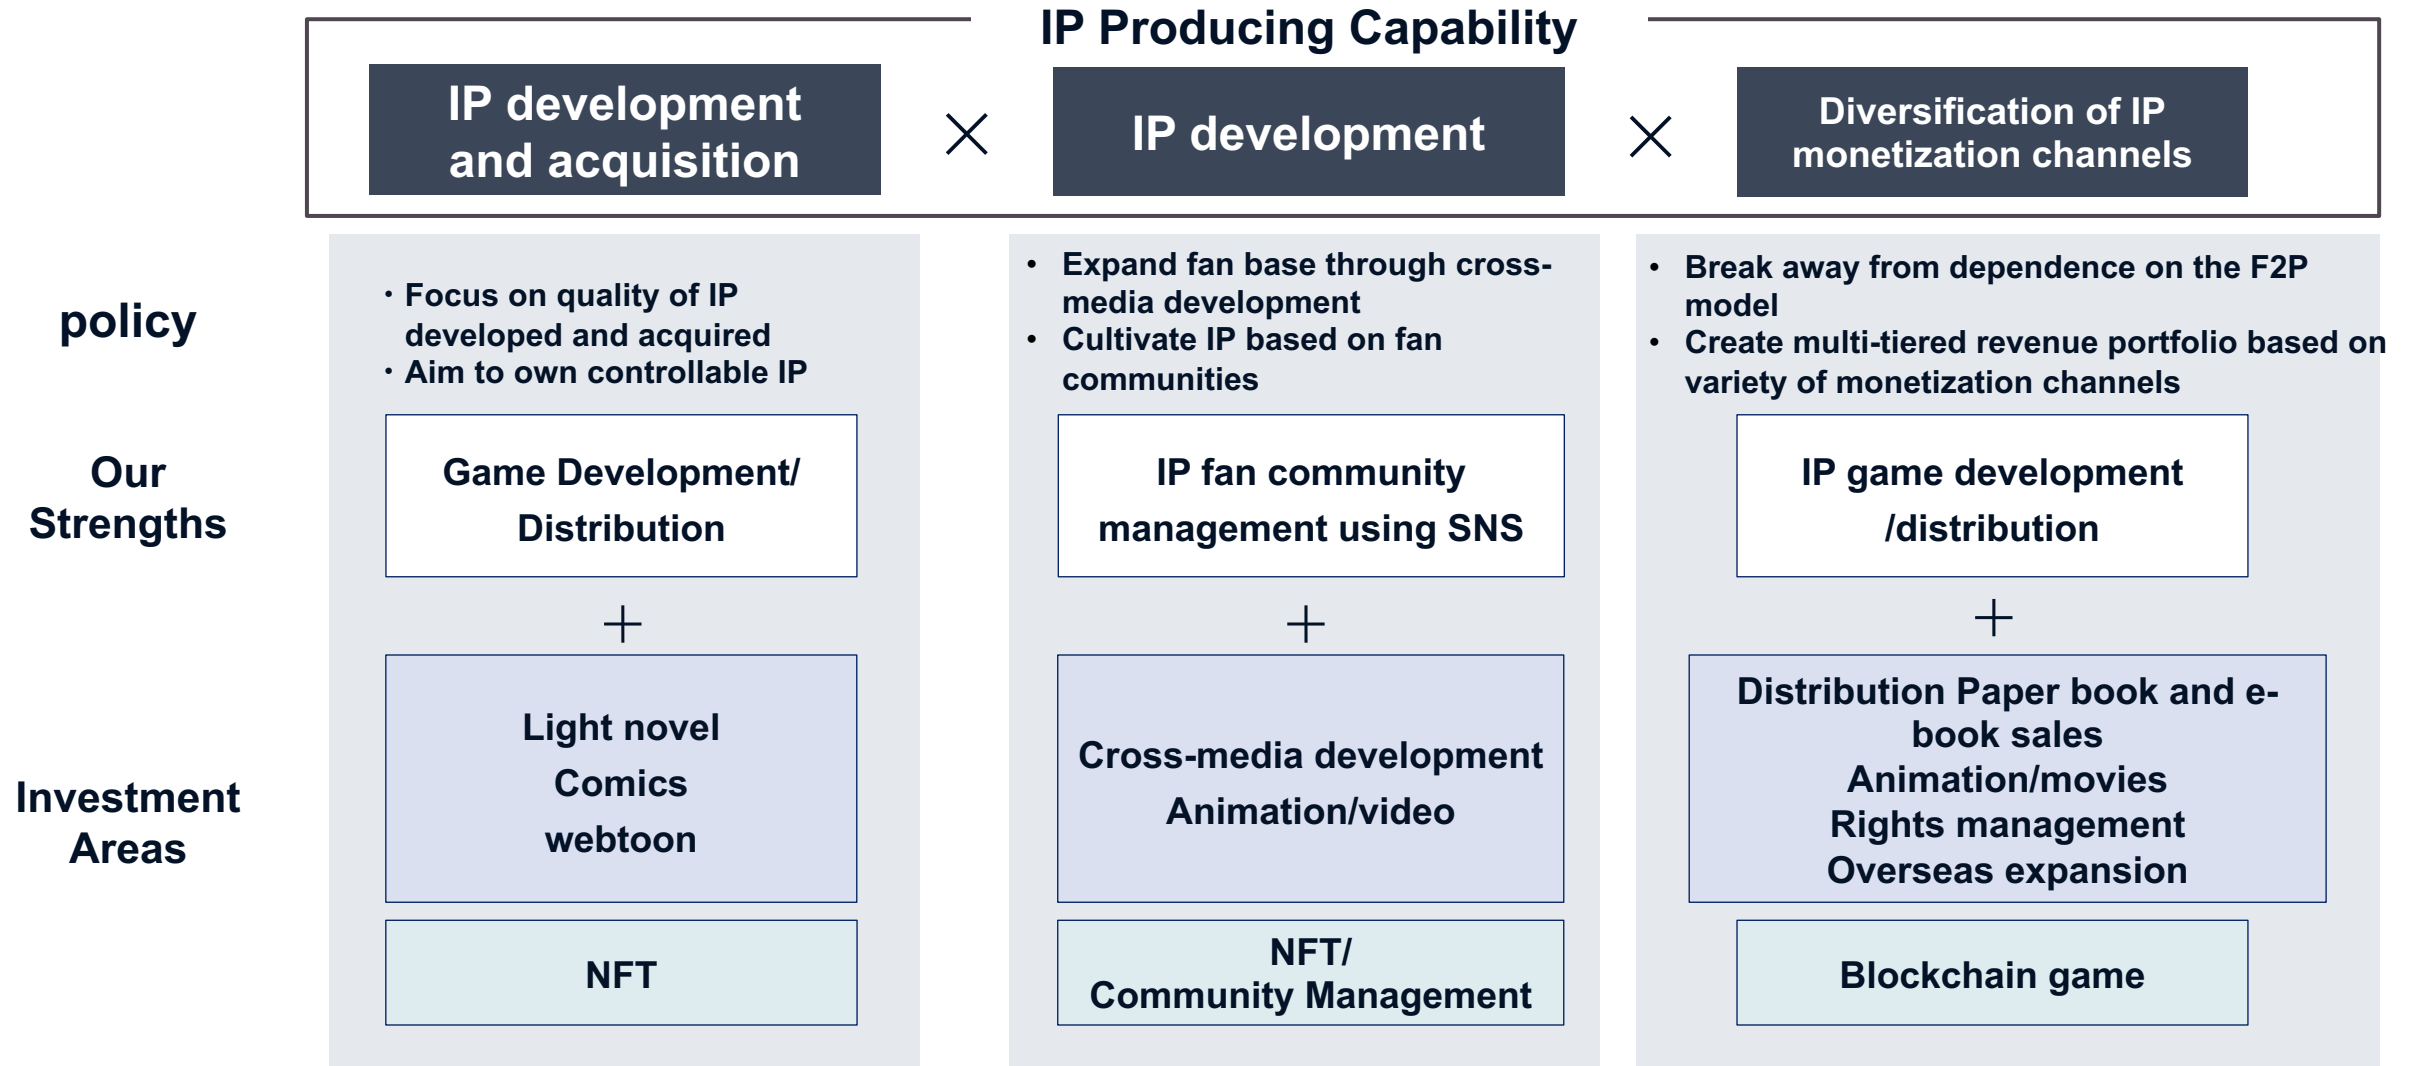 IP Producing Capability
IP development
and acquisition
×
IP development
×
Diversification of IP
monetization channels
policy
・Focus on quality of IP
developed and acquired
・Aim to own controllable IP
• Expand fan base through cross-
media development
• Cultivate IP based on fan
communities
• Break away from dependence on the F2P
model
• Create multi-tiered revenue portfolio based on
variety of monetization channels
Our
Strengths
Game Development/
Distribution
IP fan community
management using SNS
IP game development
/distribution
+
+
+
Investment
Areas
Light novel
Comics
webtoon
Cross-media development
Animation/video
Distribution Paper book and e-
book sales
Animation/movies
Rights management
Overseas expansion
NFT
NFT/
Community Management
Blockchain game